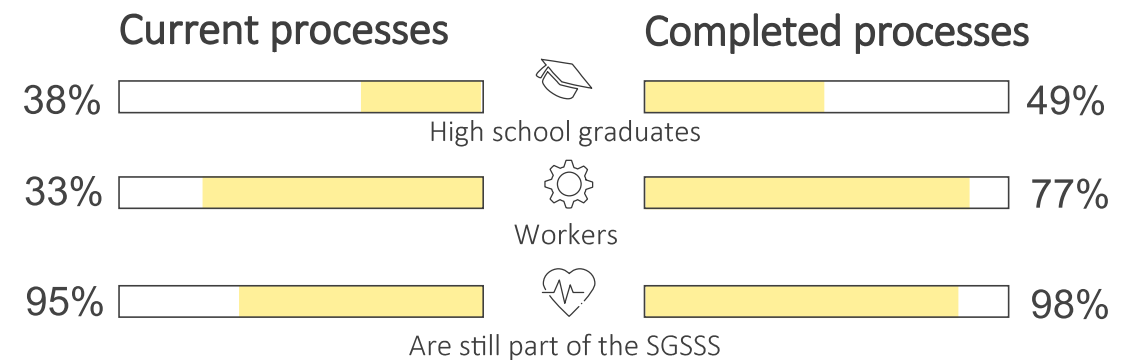 Current processes
Completed processes
38%
49%
High school graduates
33%
77%
Workers
95%
98%
Are still part of the SGSSS